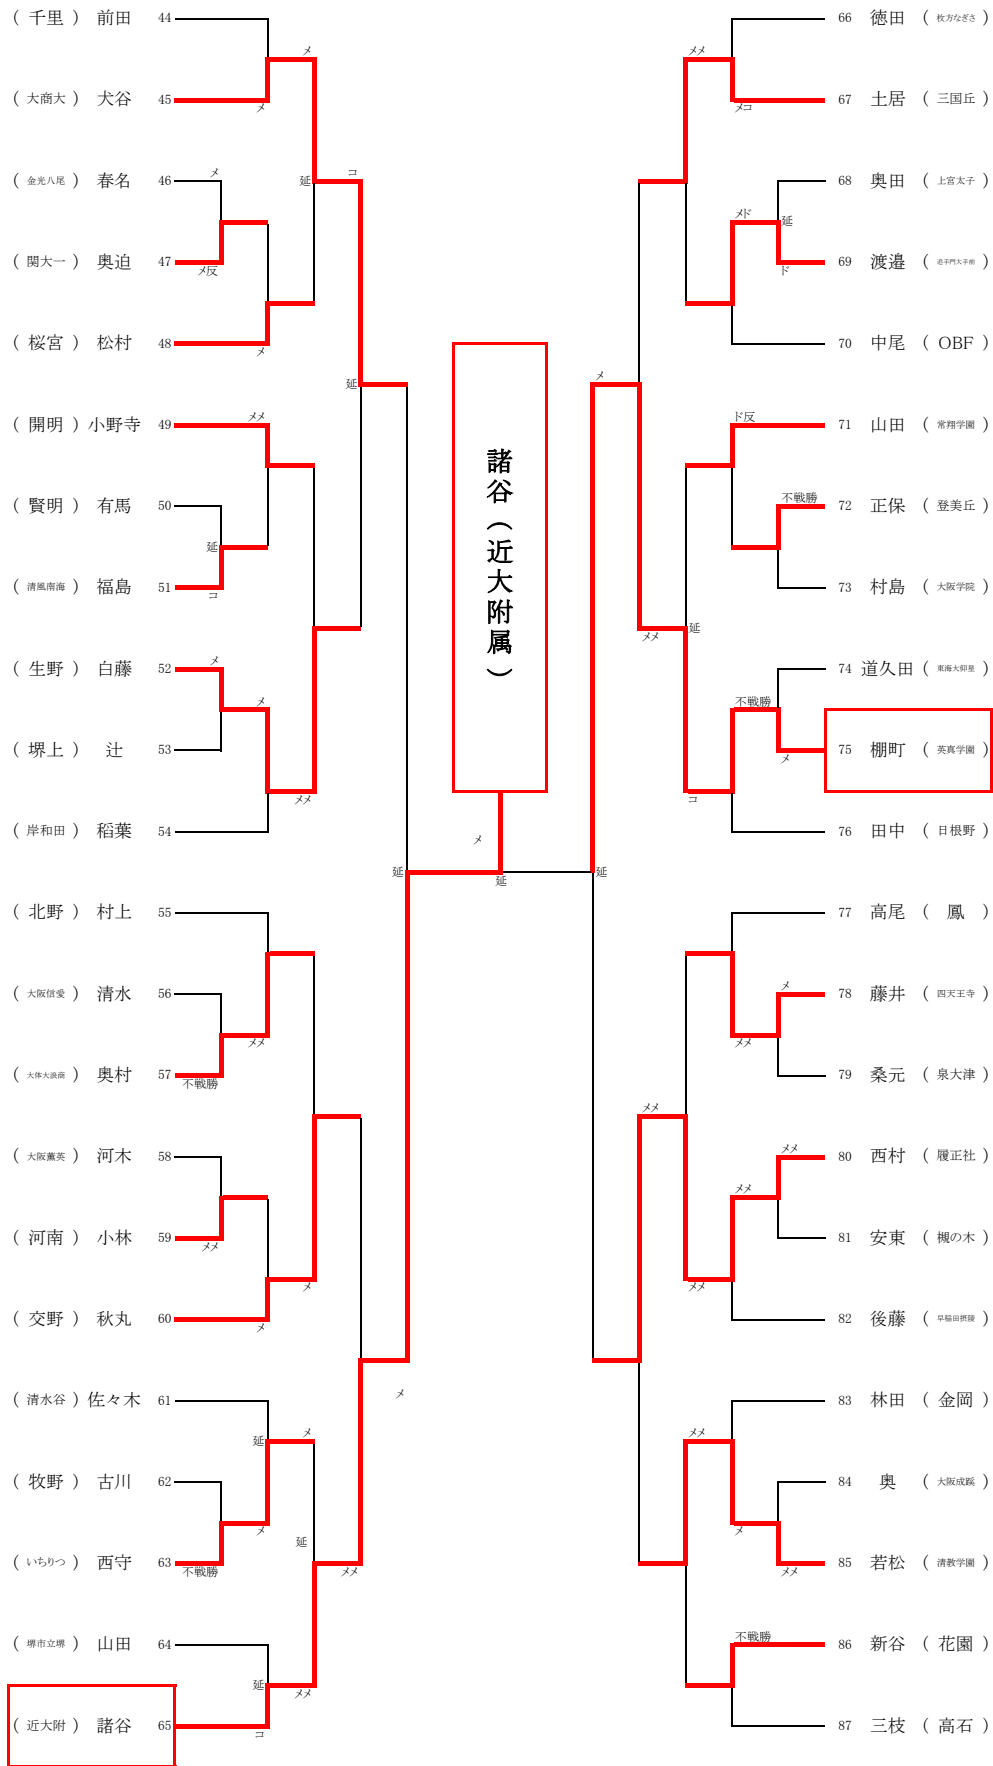 ( 千里 ) 前田 44
メ
( 大商大 ) 犬谷 45
メ
コ
延
( 金光八尾 ) 春名 46
メ
( 関大一 ) 奥迫 47
メ反
( 桜宮 ) 松村 48
メ
延
( 開明 ) 小野寺 49
メメ
( 賢明 ) 有馬 50
延
( 清風南海 ) 福島 51
コ
( 生野 ) 白藤 52
メ
メ
( 堺上 ) 辻 53
メメ
( 岸和田 ) 稲葉 54
延
( 北野 ) 村上 55
( 大阪信愛 ) 清水 56
メメ
( 大体大浪商 ) 奥村 57
不戦勝
( 大阪薫英 ) 河木 58
( 河南 ) 小林 59
メメ
メ
( 交野 ) 秋丸 60
メ
メ
( 清水谷 ) 佐々木 61
延
メ
( 牧野 ) 古川 62
メ
延
( いちりつ ) 西守 63
不戦勝
メメ
( 堺市立堺 ) 山田 64
延
メメ
( 近大附 ) 諸谷 65
コ
諸谷(近大附属)
メ
延
66 徳田 ( 枚方なぎさ )
メメ
67 土居 ( 三国丘 )
メコ
68 奥田 ( 上宮太子 )
メド
延
69 渡邉 ( 追手門大手前 )
ド
70 中尾 ( OBF )
メ
71 山田 ( 常翔学園 )
ド反
72 正保 ( 登美丘 )
不戦勝
73 村島 ( 大阪学院 )
メメ
延
74 道久田 ( 東海大仰星 )
不戦勝
75 棚町 ( 英真学園 )
メ
コ
76 田中 ( 日根野 )
延
77 高尾 ( 鳳 )
78 藤井 ( 四天王寺 )
メ
メメ
79 桑元 ( 泉大津 )
メメ
80 西村 ( 履正社 )
メメ
メメ
81 安東 ( 槻の木 )
メメ
82 後藤 ( 早稲田摂陵 )
83 林田 ( 金岡 )
メメ
84 奥 ( 大阪成蹊 )
メ
85 若松 ( 清教学園 )
メメ
86 新谷 ( 花園 )
不戦勝
87 三枝 ( 高石 )